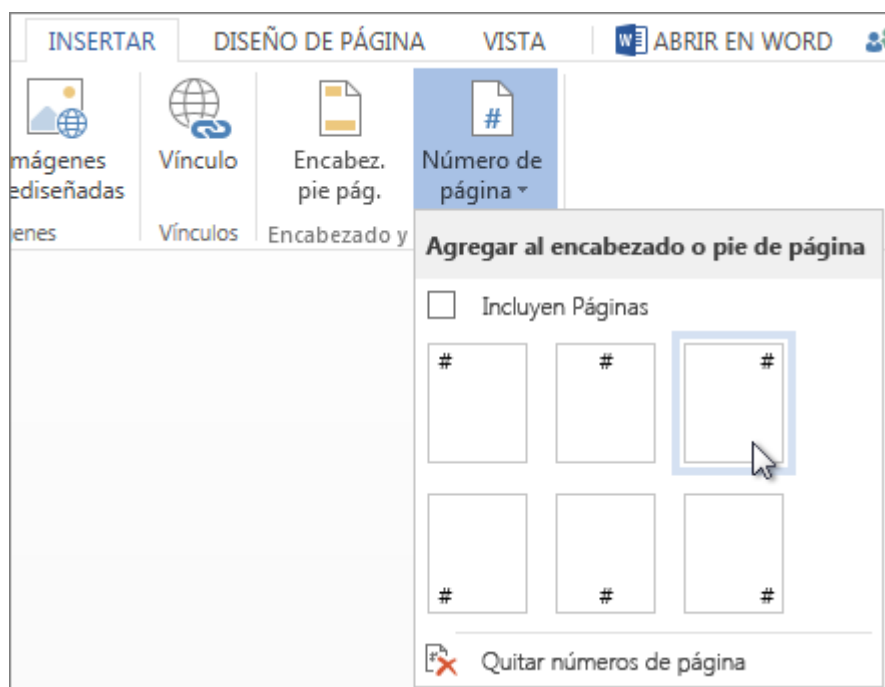 INSERTAR DISEÑO DE PÁGINA VISTA ABRIR EN WORD
mágenes Vínculo Encabez. Número de
ediseñadas pie pág. página
enes Vínculos Encabezado y
Agregar al encabezado o pie de página
Incluyen Páginas
# # #
# # #
Quitar números de página